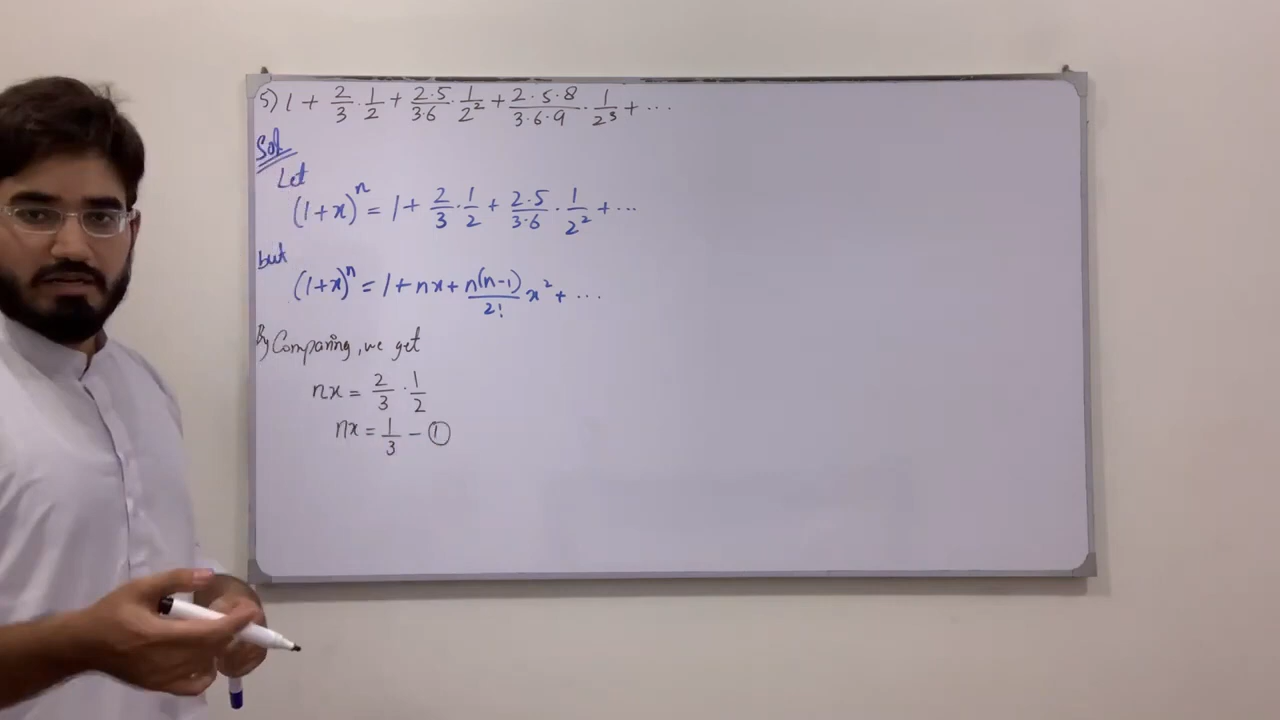 5) 1 + 2/3 · 1/2 + 2·5/3·6 · 1/2² + 2·5·8/3·6·9 · 1/2³ + ...
Sol
Let
(1+x)ⁿ = 1 + 2/3 · 1/2 + 2·5/3·6 · 1/2² + ...
but
(1+x)ⁿ = 1 + nx + n(n-1)/2! x² + ...
By Comparing, we get
nx = 2/3 · 1/2
nx = 1/3 - ①